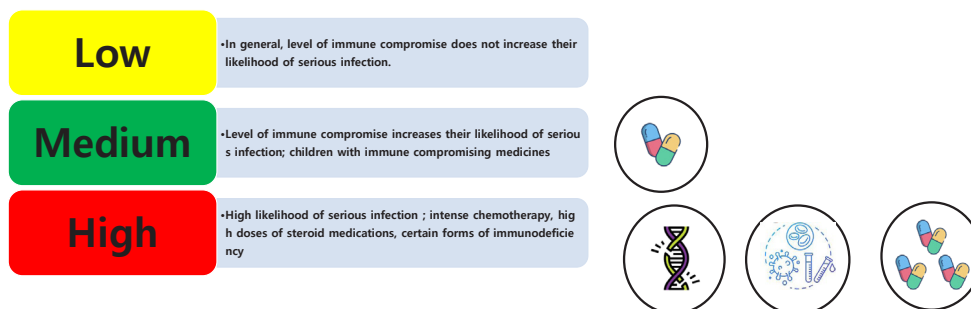 Low
•In general, level of immune compromise does not increase their
likelihood of serious infection.
Medium
•Level of immune compromise increases their likelihood of seriou
s infection; children with immune compromising medicines
High
•High likelihood of serious infection ; intense chemotherapy, hig
h doses of steroid medications, certain forms of immunodeficie
ncy